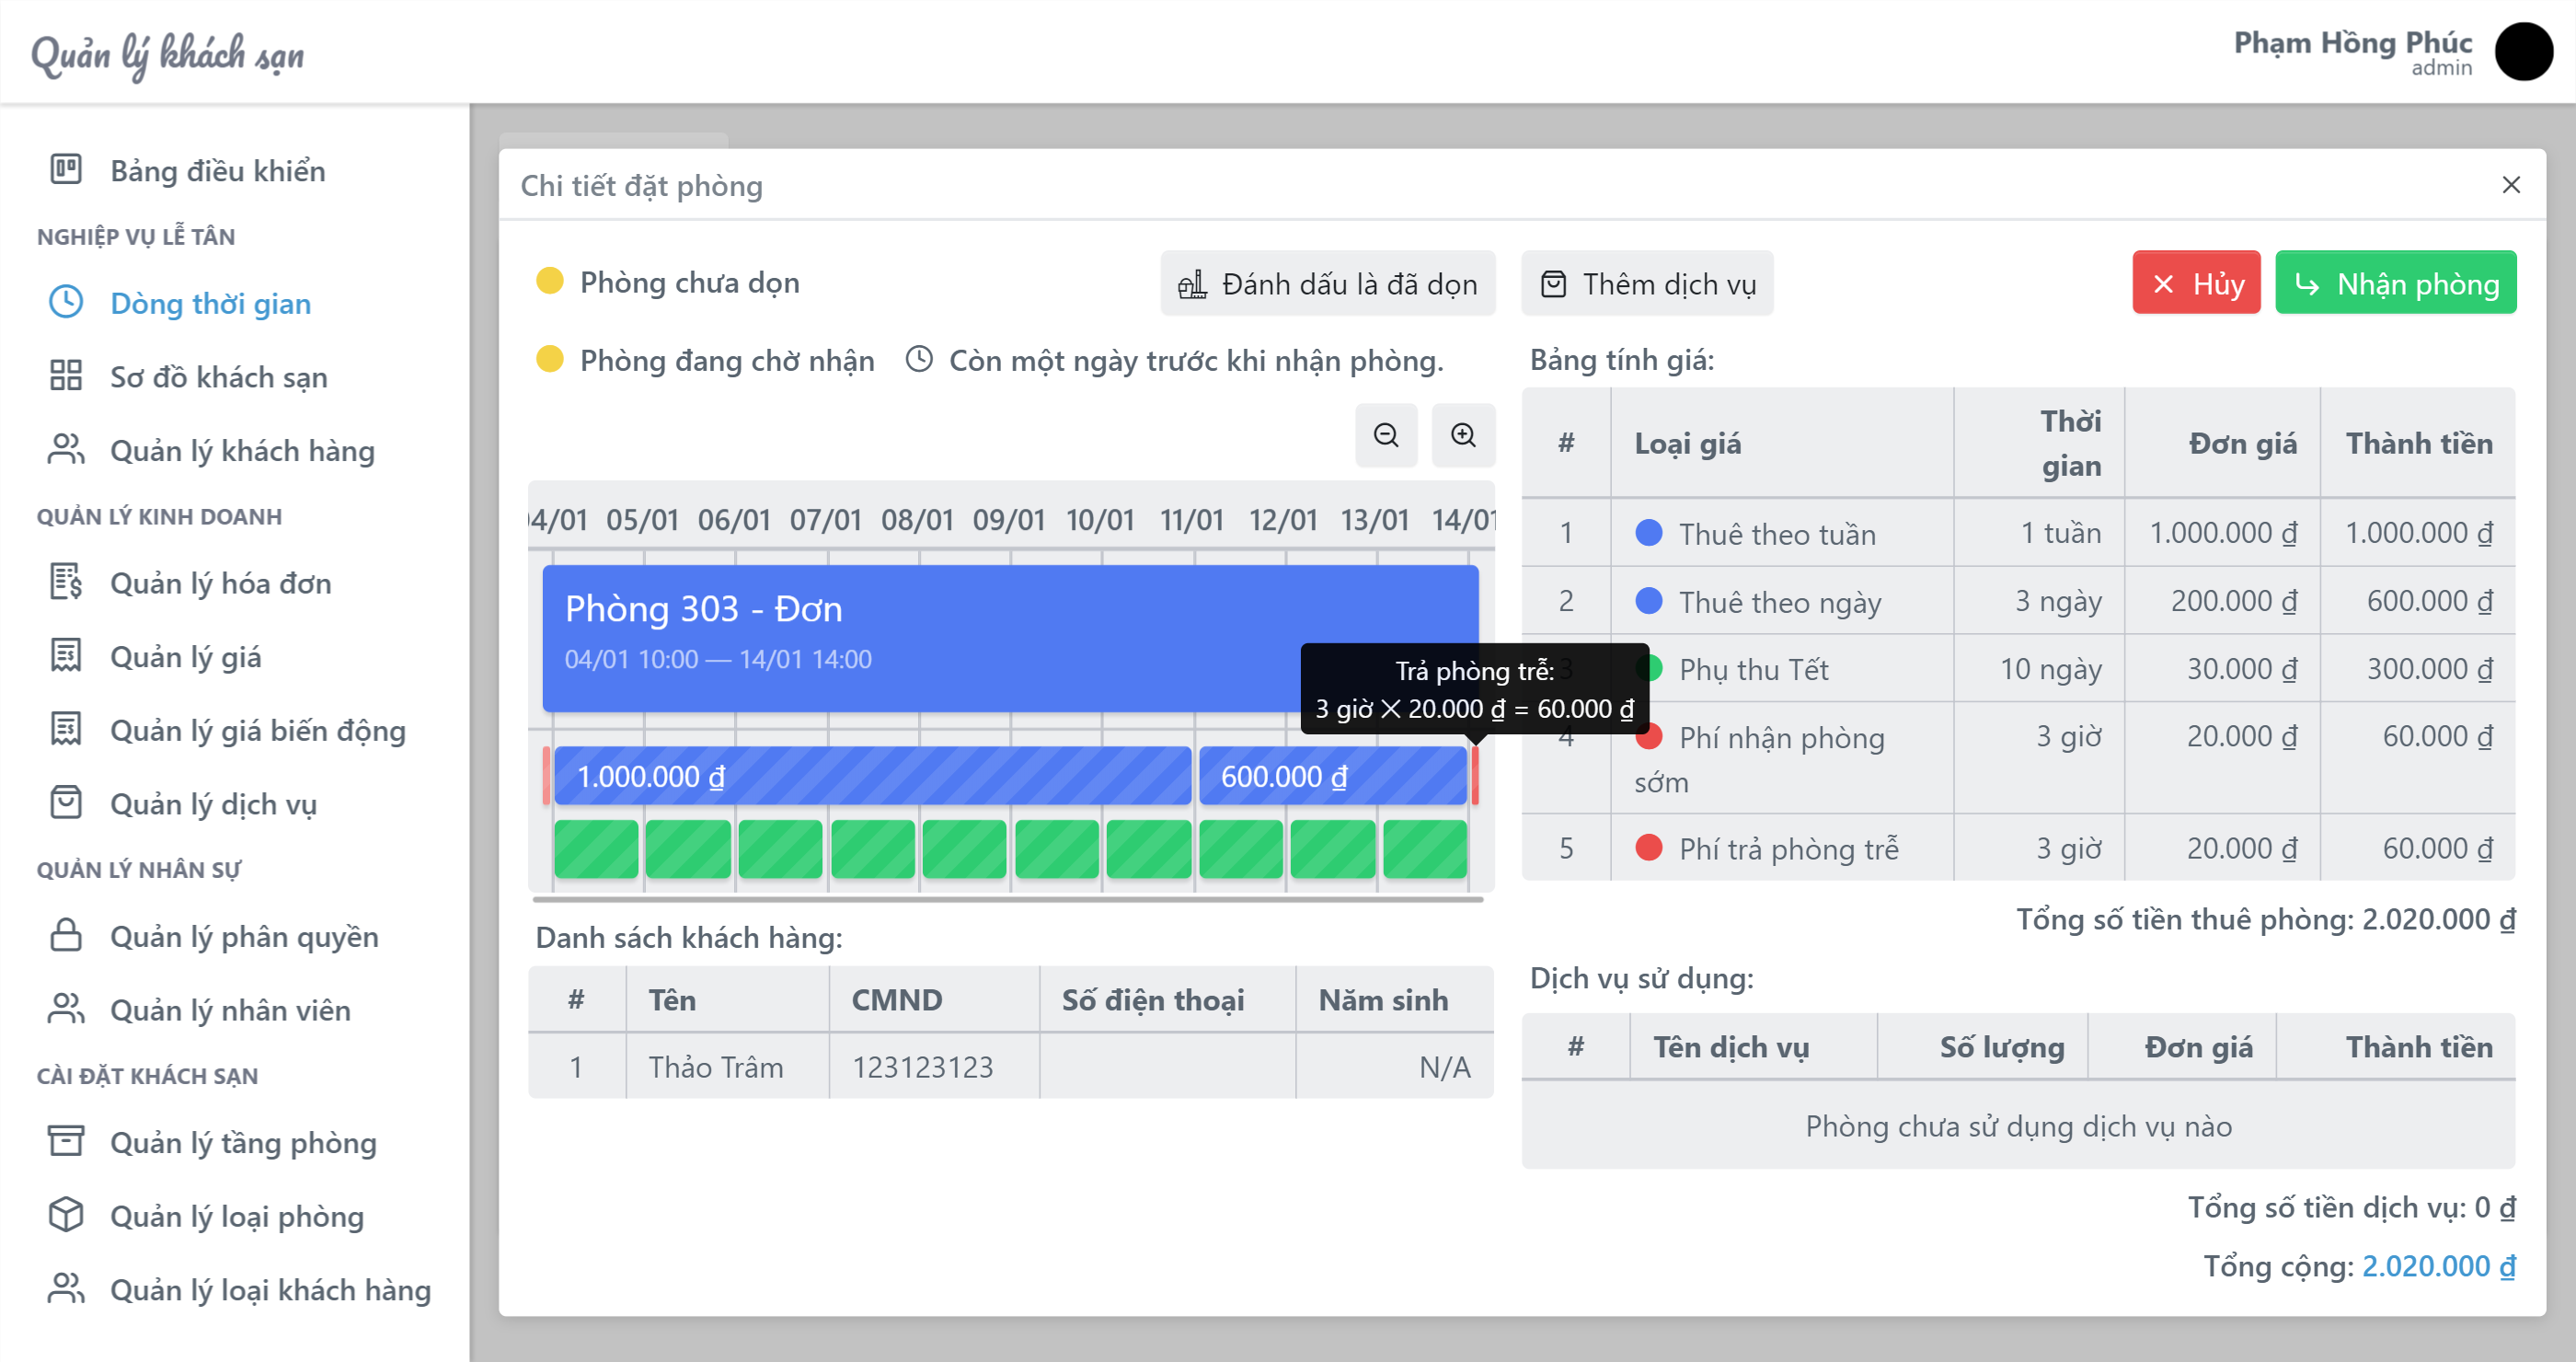 Quản lý khách sạn
Phạm Hồng Phúc
admin
Bảng điều khiển
NGHIỆP VỤ LỄ TÂN
Dòng thời gian
Sơ đồ khách sạn
Quản lý khách hàng
QUẢN LÝ KINH DOANH
Quản lý hóa đơn
Quản lý giá
Quản lý giá biến động
Quản lý dịch vụ
QUẢN LÝ NHÂN SỰ
Quản lý phân quyền
Quản lý nhân viên
CÀI ĐẶT KHÁCH SẠN
Quản lý tầng phòng
Quản lý loại phòng
Quản lý loại khách hàng
Chi tiết đặt phòng
Phòng chưa dọn
Đánh dấu là đã dọn
Phòng đang chờ nhận Còn một ngày trước khi nhận phòng.
4/01 05/01 06/01 07/01 08/01 09/01 10/01 11/01 12/01 13/01 14/01
Phòng 303 - Đơn
04/01 10:00 — 14/01 14:00
Trả phòng trễ:
3 giờ × 20.000 ₫ = 60.000 ₫
1.000.000 ₫ 600.000 ₫
Danh sách khách hàng:
# Tên CMND Số điện thoại Năm sinh
1 Thảo Trâm 123123123 N/A
Thêm dịch vụ
Hủy
Nhận phòng
Bảng tính giá:
# Loại giá Thời gian Đơn giá Thành tiền
1 Thuê theo tuần 1 tuần 1.000.000 ₫ 1.000.000 ₫
2 Thuê theo ngày 3 ngày 200.000 ₫ 600.000 ₫
3 Phụ thu Tết 10 ngày 30.000 ₫ 300.000 ₫
4 Phí nhận phòng sớm 3 giờ 20.000 ₫ 60.000 ₫
5 Phí trả phòng trễ 3 giờ 20.000 ₫ 60.000 ₫
Tổng số tiền thuê phòng: 2.020.000 ₫
Dịch vụ sử dụng:
# Tên dịch vụ Số lượng Đơn giá Thành tiền
Phòng chưa sử dụng dịch vụ nào
Tổng số tiền dịch vụ: 0 ₫
Tổng cộng: 2.020.000 ₫